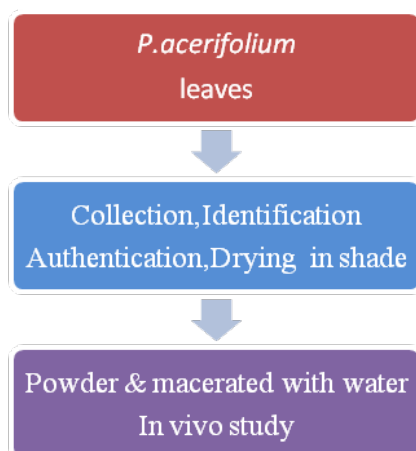 P.acerifolium
leaves
Collection,Identification
Authentication,Drying in shade
Powder & macerated with water
In vivo study